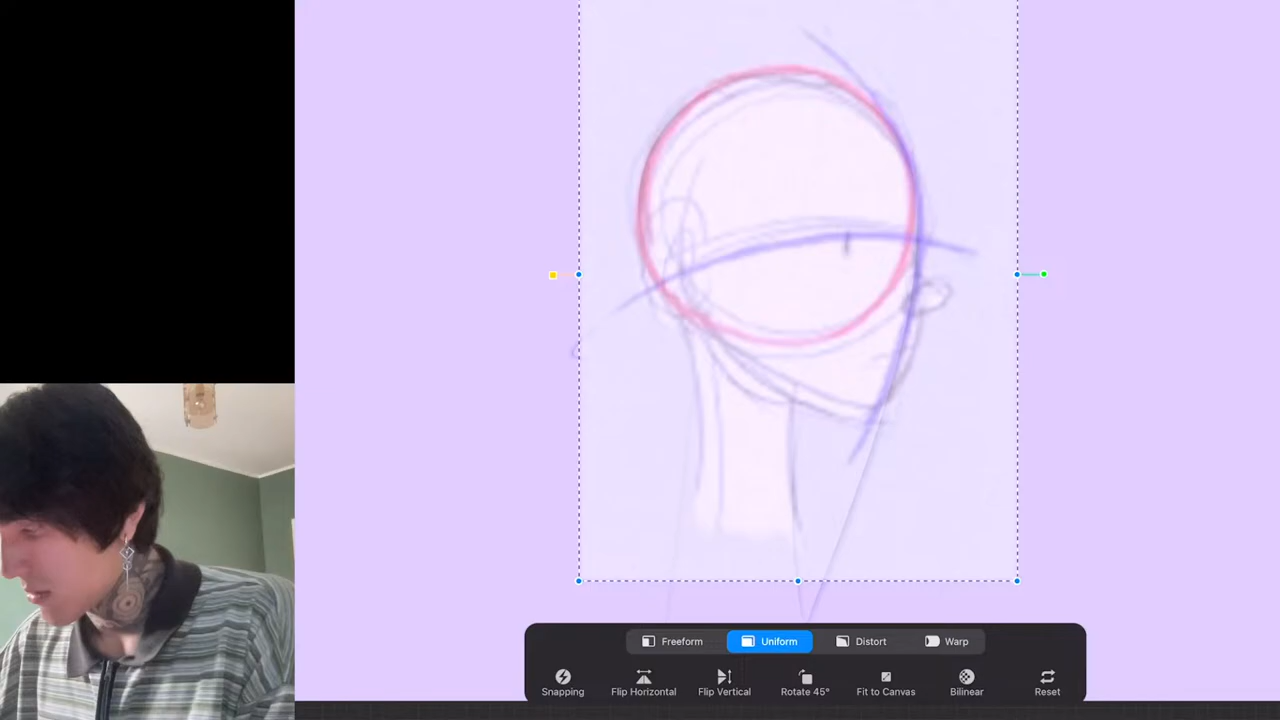 Freeform Uniform Distort Warp
Snapping Flip Horizontal Flip Vertical Rotate 45° Fit to Canvas Bilinear Reset